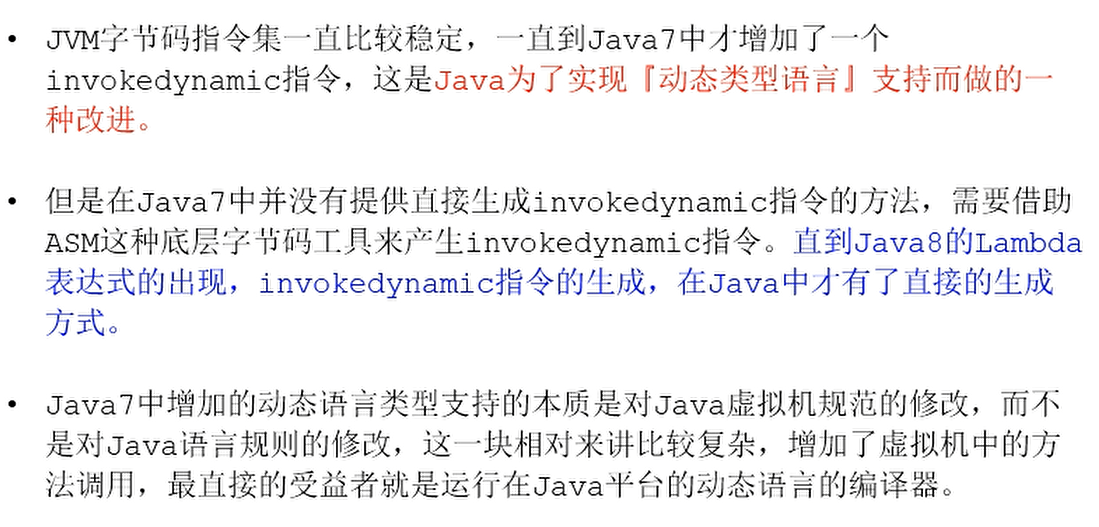 • JVM字节码指令集一直比较稳定，一直到Java7中才增加了一个
invokedynamic指令，这是Java为了实现『动态类型语言』支持而做的一
种改进。
• 但是在Java7中并没有提供直接生成invokedynamic指令的方法，需要借助
ASM这种底层字节码工具来产生invokedynamic指令。直到Java8的Lambda
表达式的出现，invokedynamic指令的生成，在Java中才有了直接的生成
方式。
• Java7中增加的动态语言类型支持的本质是对Java虚拟机规范的修改，而不
是对Java语言规则的修改，这一块相对来讲比较复杂，增加了虚拟机中的方
法调用，最直接的受益者就是运行在Java平台的动态语言的编译器。